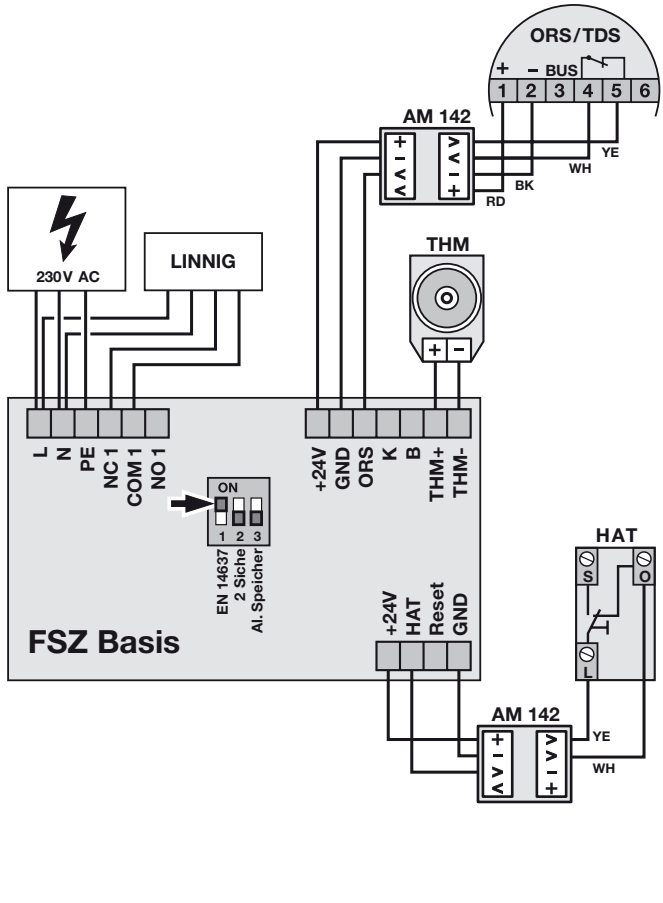 ORS/TDS
+ – BUS
1 2 3 4 5 6
AM 142
+ – < <
> < – +
YE
WH
BK
RD
230V AC
LINNIG
THM
+ –
L
N
PE
NC 1
COM 1
NO 1
+24V
GND
ORS
K
B
THM+
THM-
ON
1 2 3
EN 14637
2 Siche
Al. Speicher
FSZ Basis
+24V
HAT
Reset
GND
HAT
S
O
L
AM 142
YE
WH